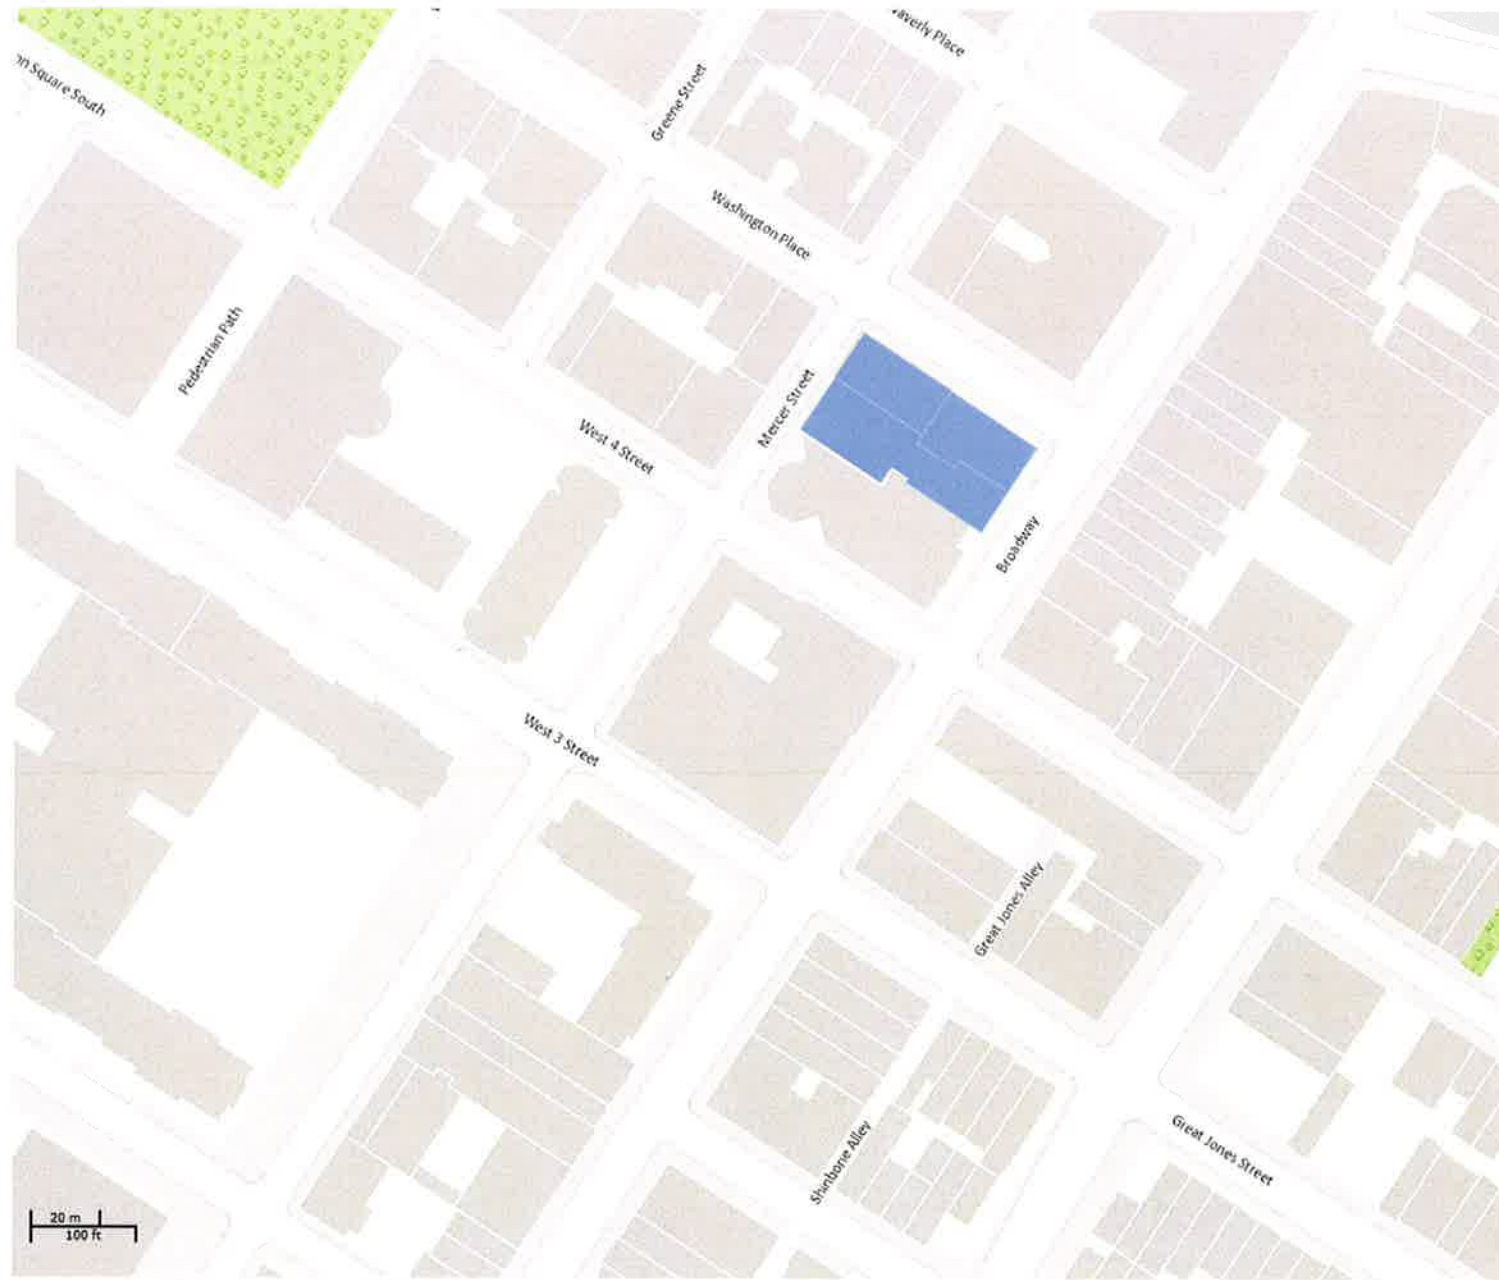 Waverly Place
on Square South
Greene Street
Washington Place
Pedestrian Path
Mercer Street
West 4 Street
Broadway
West 3 Street
Great Jones Alley
Shinbone Alley
Great Jones Street
20 m
100 ft